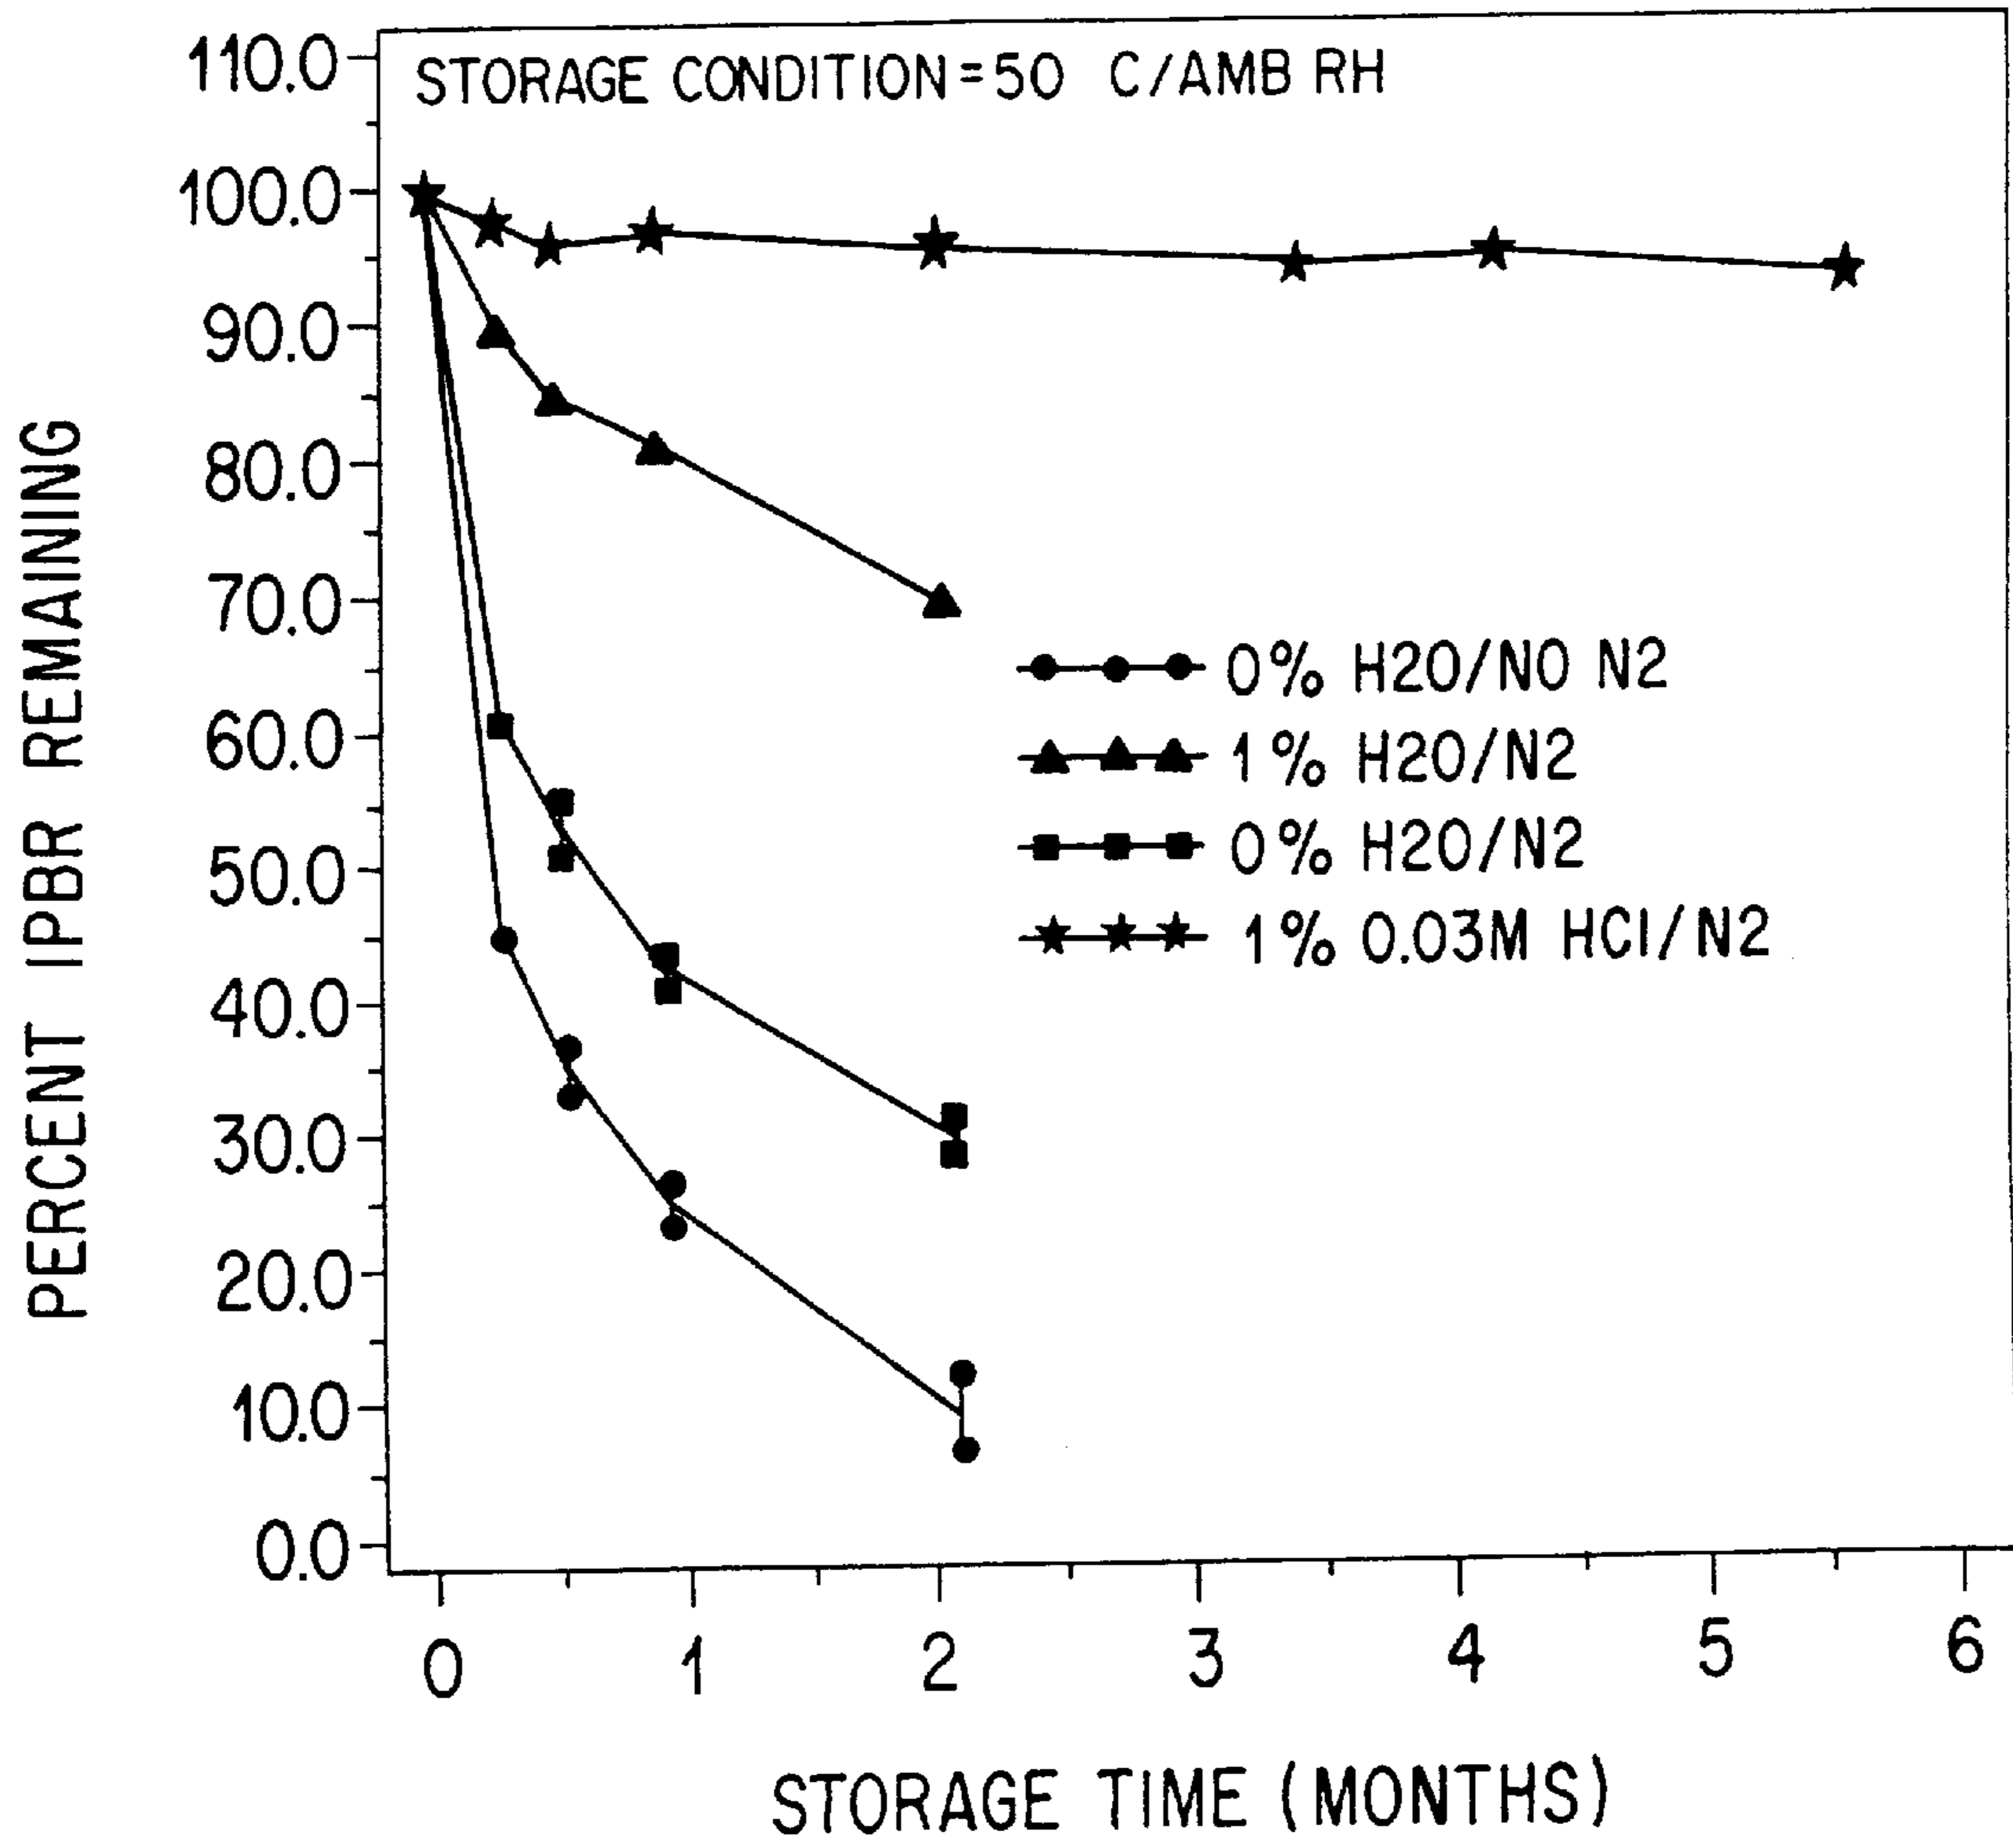 STORAGE CONDITION=50 C/AMB RH
110.0
100.0
90.0
80.0
70.0
60.0
50.0
40.0
30.0
20.0
10.0
0.0
PERCENT IPBR REMAINING
0% H20/NO N2
1% H20/N2
0% H20/N2
1% 0.03M HCl/N2
0 1 2 3 4 5 6
STORAGE TIME (MONTHS)